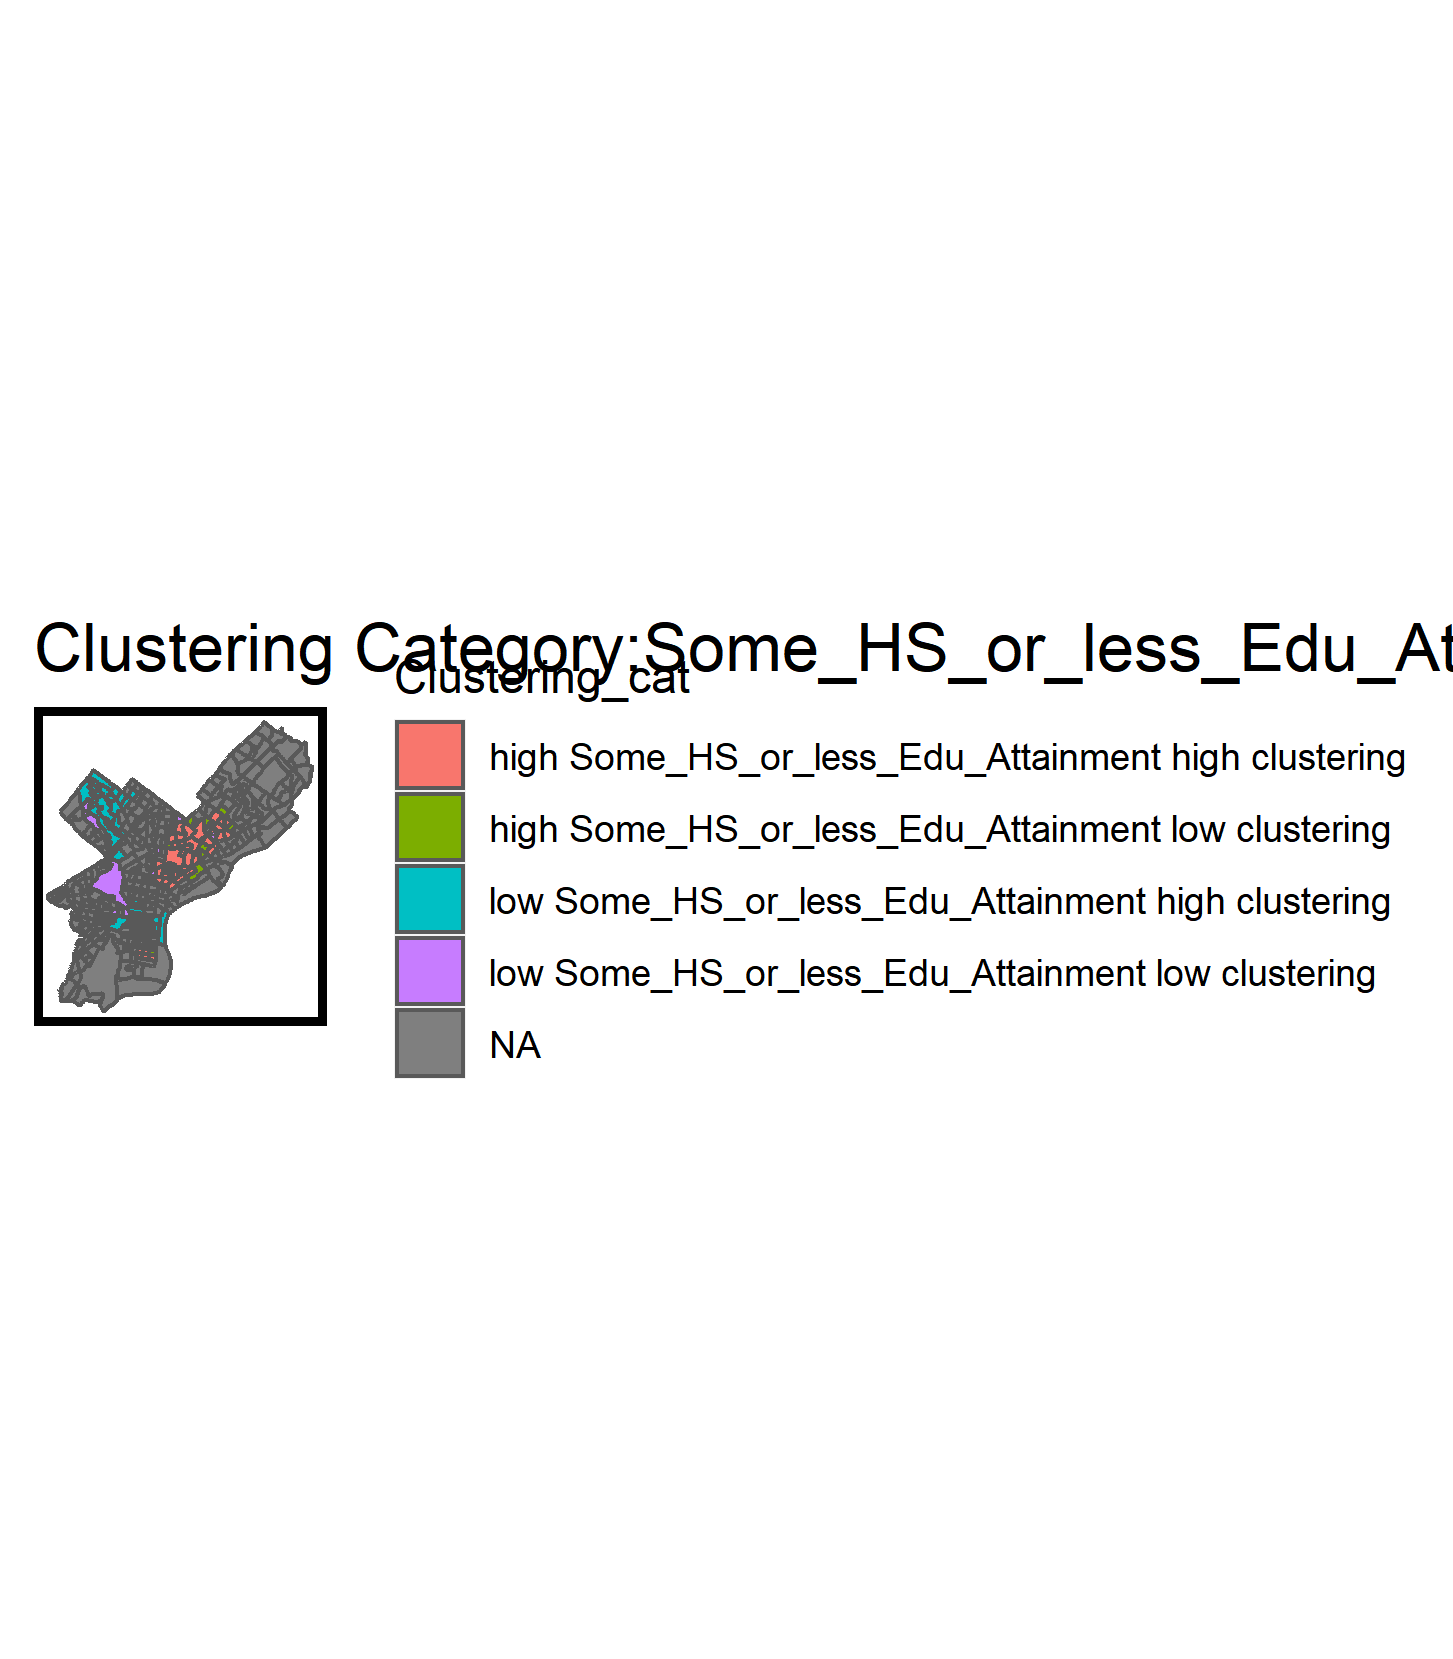 Clustering Category:Some_HS_or_less_Edu_At
Clustering_cat
high Some_HS_or_less_Edu_Attainment high clustering
high Some_HS_or_less_Edu_Attainment low clustering
low Some_HS_or_less_Edu_Attainment high clustering
low Some_HS_or_less_Edu_Attainment low clustering
NA